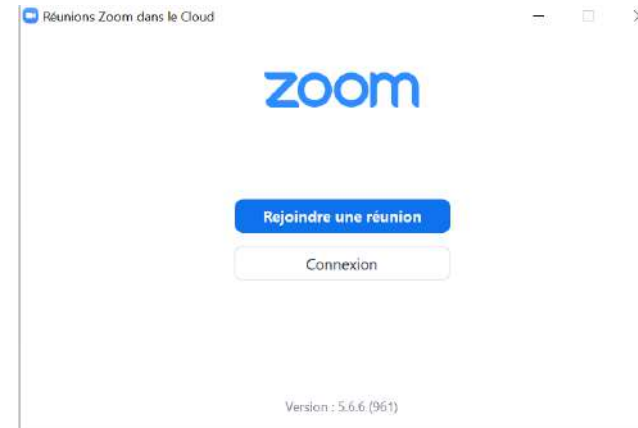 Réunions Zoom dans le Cloud
zoom
Rejoindre une réunion
Connexion
Version : 5.6.6 (961)